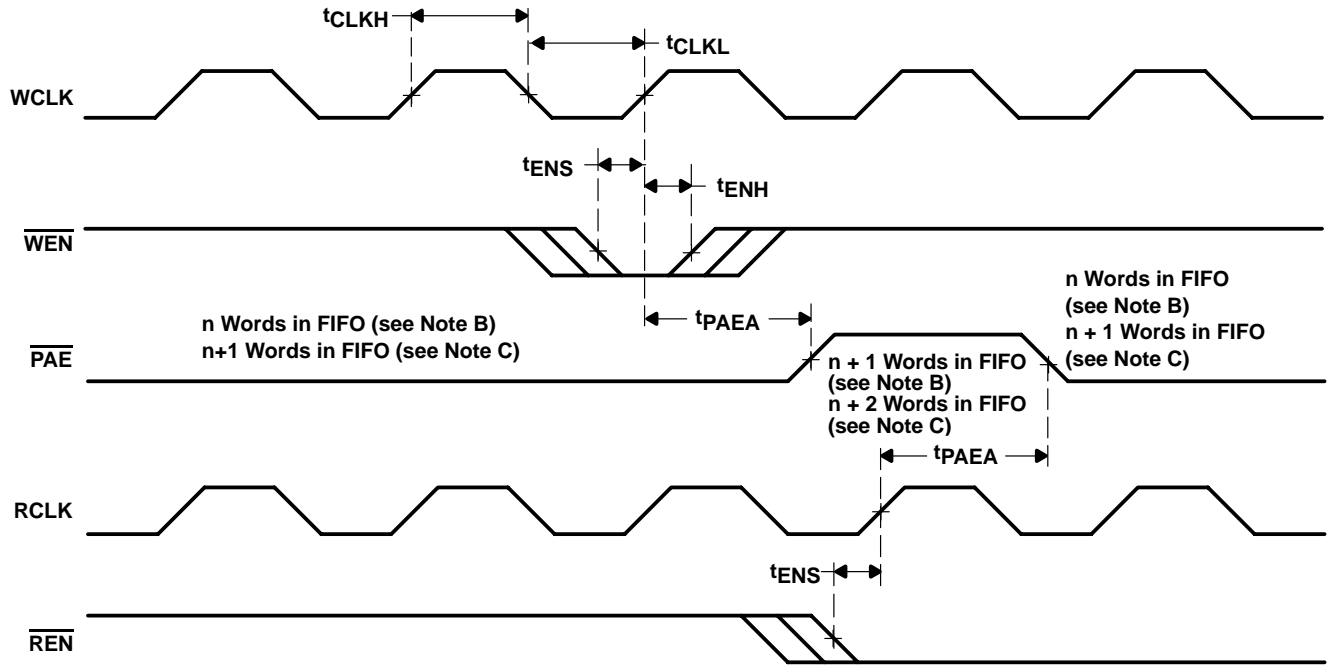 tCLKH
tCLKL
WCLK
tENS
tENH
WEN
n Words in FIFO
(see Note B)
n + 1 Words in FIFO
(see Note C)
tPAEA
n Words in FIFO (see Note B)
n+1 Words in FIFO (see Note C)
PAE
n + 1 Words in FIFO
(see Note B)
n + 2 Words in FIFO
(see Note C)
tPAEA
RCLK
tENS
REN